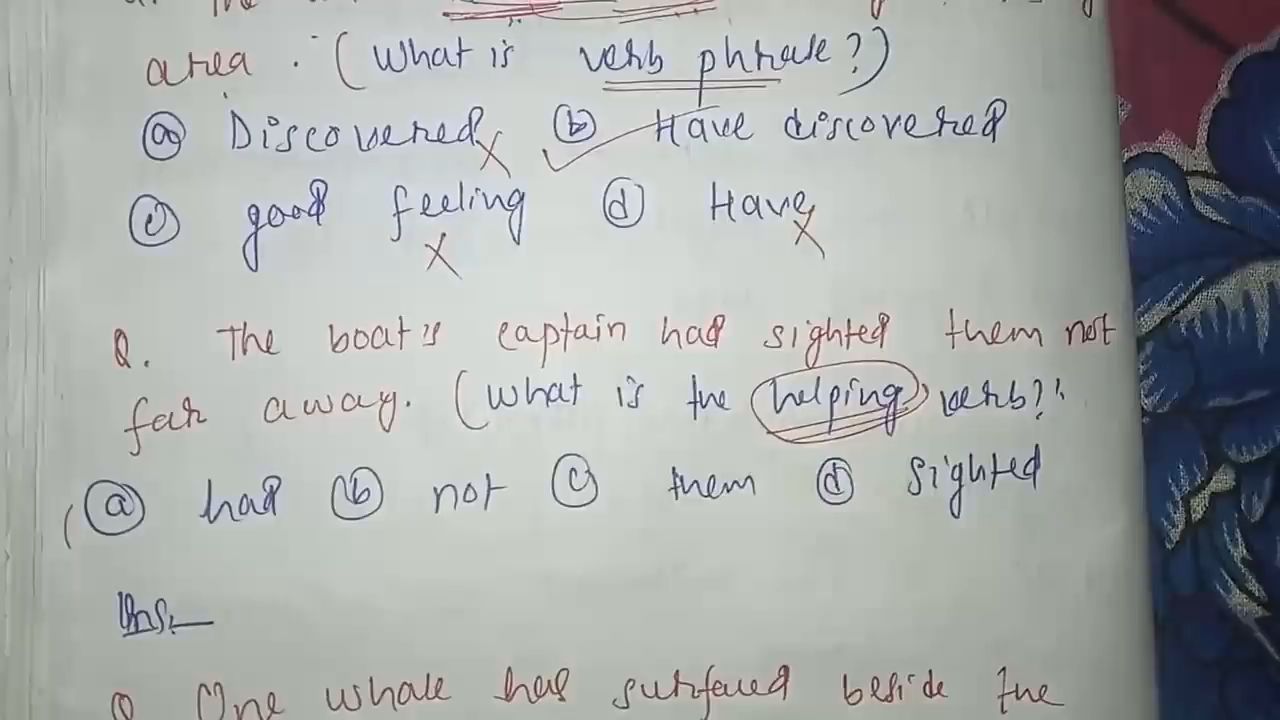 The
area. (What is verb phrase?)
(a) Discovered (b) Have discovered
(c) good feeling (d) Have
Q. The boat's captain had sighted them not
far away. (What is the helping verb?)
(a) had (b) not (c) them (d) sighted
Ans:-
Q One whale has surfaced beside the